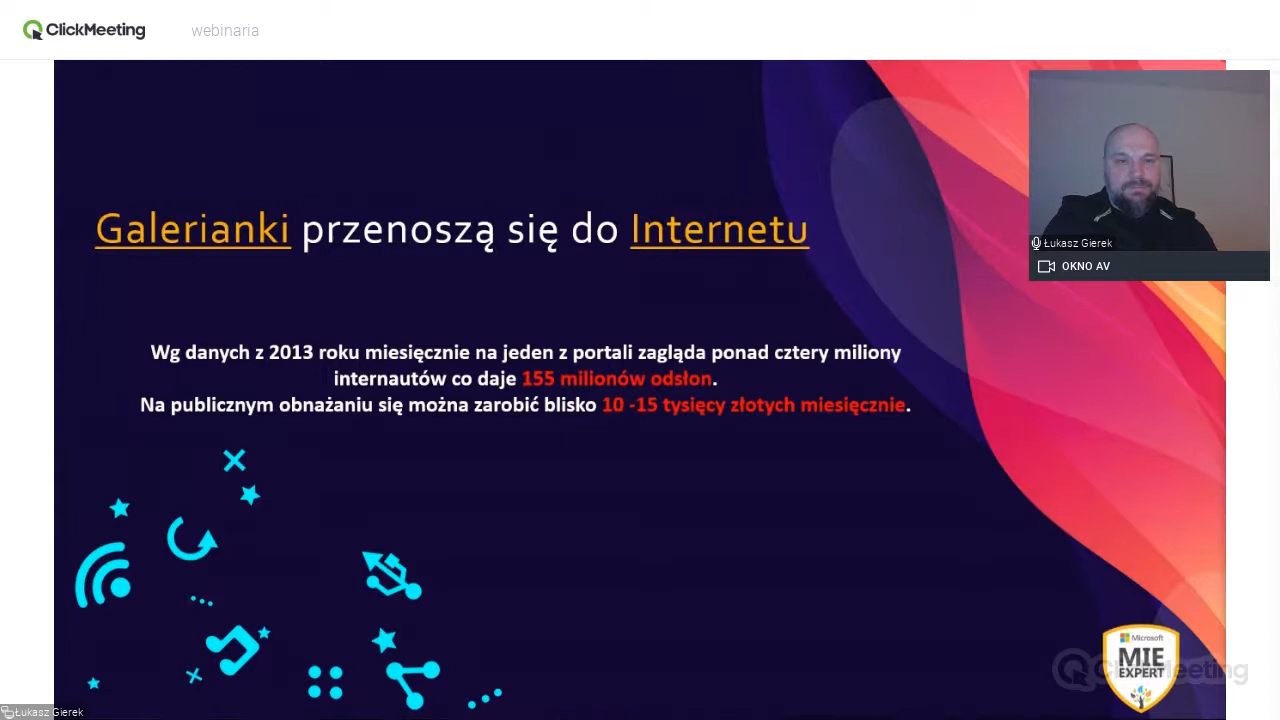 ClickMeeting
webinaria
Galerianki przenoszą się do Internetu
Wg danych z 2013 roku miesięcznie na jeden z portali zagląda ponad cztery miliony
internautów co daje 155 milionów odsłon.
Na publicznym obnażaniu się można zarobić blisko 10 -15 tysięcy złotych miesięcznie.
Łukasz Gierek
OKNO AV
Microsoft
MIE
EXPERT
ClickMeeting
Łukasz Gierek